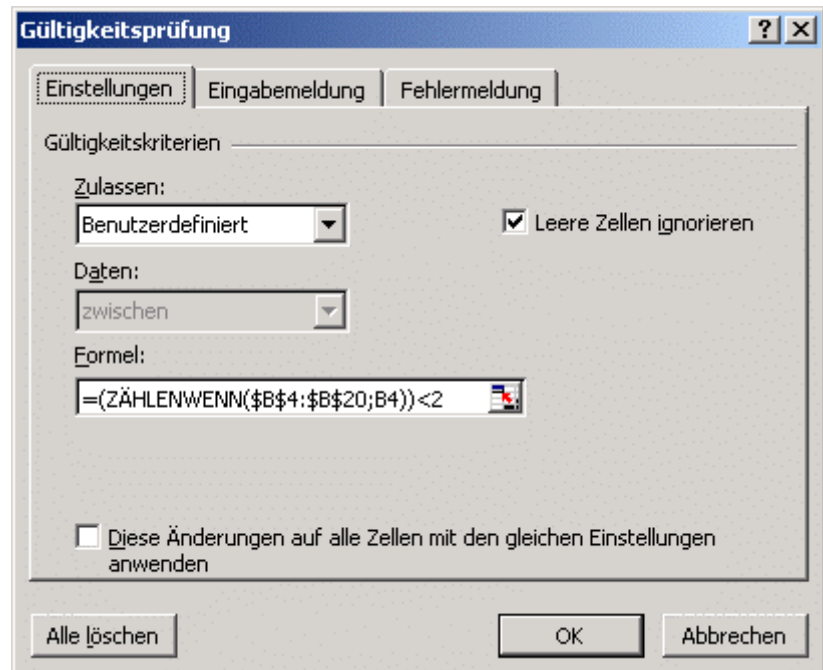 Gültigkeitsprüfung
Einstellungen Eingabemeldung Fehlermeldung
Gültigkeitskriterien
Zulassen:
Benutzerdefiniert Leere Zellen ignorieren
Daten:
zwischen
Formel:
=(ZÄHLENWENN($B$4:$B$20;B4))<2
Diese Änderungen auf alle Zellen mit den gleichen Einstellungen
anwenden
Alle löschen OK Abbrechen